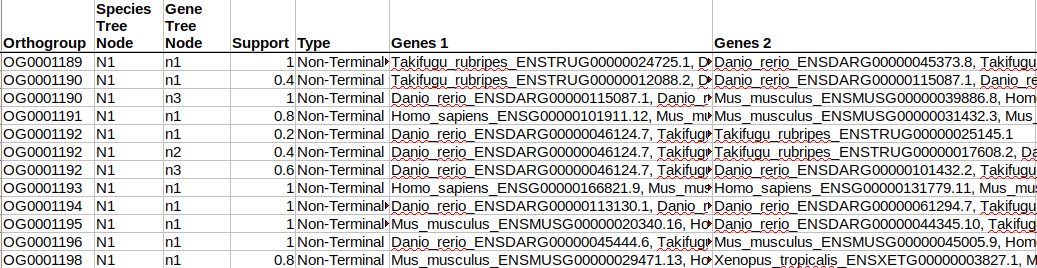 Orthogroup Species Tree Node Gene Tree Node Support Type Genes 1 Genes 2
OG0001189 N1 n1 1 Non-Terminal Takifugu_rubripes_ENSTRUG00000024725.1, Danio_rerio_ENSDARG00000045373.8, Takifugu
OG0001190 N1 n1 0.4 Non-Terminal Takifugu_rubripes_ENSTRUG00000012088.2, Danio_rerio_ENSDARG00000115087.1, Danio_re
OG0001190 N1 n3 1 Non-Terminal Danio_rerio_ENSDARG00000115087.1, Danio_r Mus_musculus_ENSMUSG00000039886.8, Hom
OG0001191 N1 n1 0.8 Non-Terminal Homo_sapiens_ENSG00000101911.12, Mus_mu Mus_musculus_ENSMUSG00000031432.3, Mus_
OG0001192 N1 n1 0.2 Non-Terminal Danio_rerio_ENSDARG00000046124.7, Takifugu Takifugu_rubripes_ENSTRUG00000025145.1
OG0001192 N1 n2 0.4 Non-Terminal Danio_rerio_ENSDARG00000046124.7, Takifugu Takifugu_rubripes_ENSTRUG00000017608.2, Da
OG0001192 N1 n3 0.6 Non-Terminal Danio_rerio_ENSDARG00000046124.7, Takifugu Danio_rerio_ENSDARG00000101432.2, Takifugu
OG0001193 N1 n1 1 Non-Terminal Homo_sapiens_ENSG00000166821.9, Mus_mus Homo_sapiens_ENSG00000131779.11, Mus_mu
OG0001194 N1 n1 1 Non-Terminal Danio_rerio_ENSDARG00000113130.1, Danio_r Danio_rerio_ENSDARG00000061294.7, Takifugu
OG0001195 N1 n1 1 Non-Terminal Mus_musculus_ENSMUSG00000020340.16, Ho Danio_rerio_ENSDARG00000044345.10, Takifug
OG0001196 N1 n1 1 Non-Terminal Danio_rerio_ENSDARG00000045444.6, Takifugu Mus_musculus_ENSMUSG00000045005.9, Hom
OG0001198 N1 n1 0.8 Non-Terminal Mus_musculus_ENSMUSG00000029471.13, Ho Xenopus_tropicalis_ENSXETG00000003827.1, M